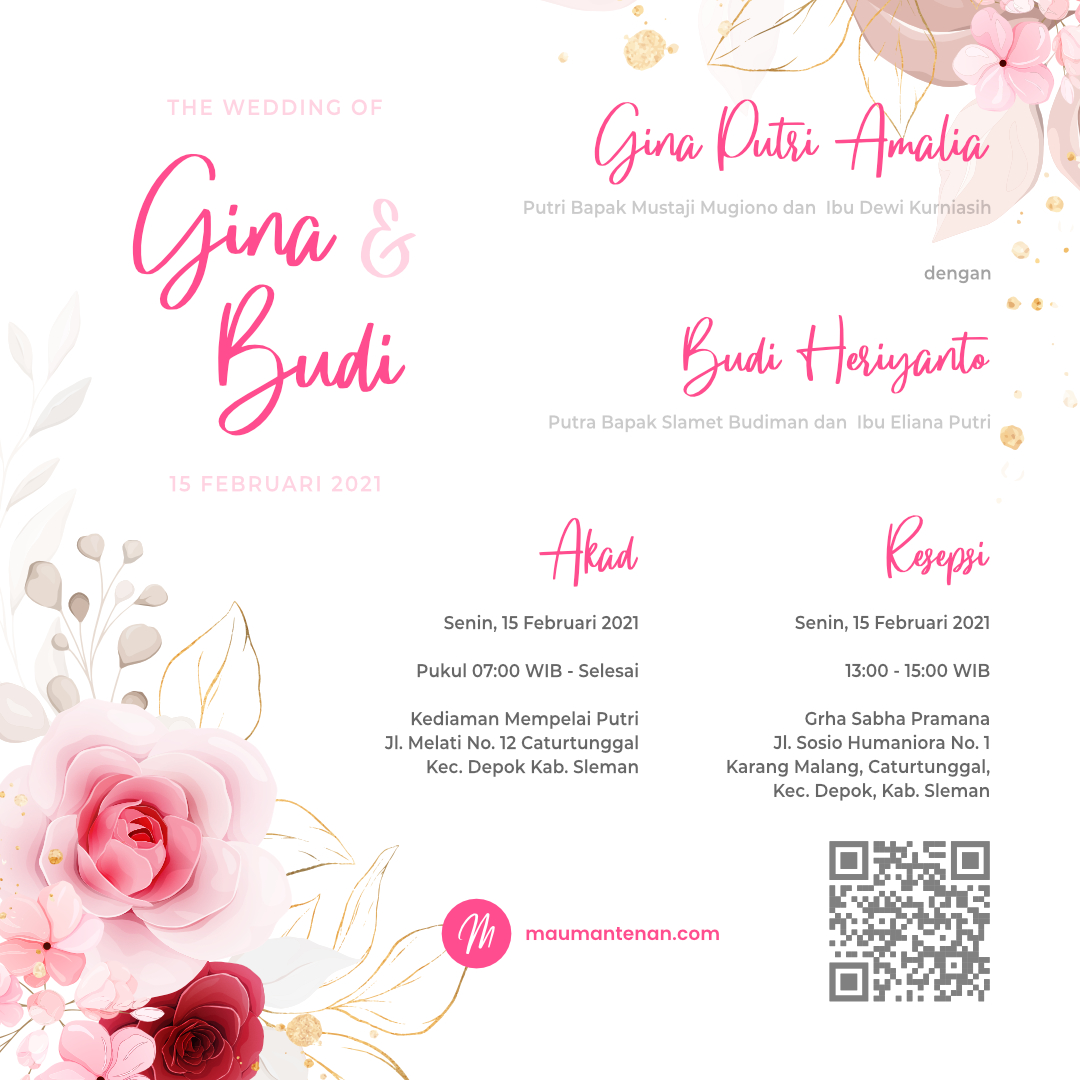 THE WEDDING OF
Gina &
Budi
15 FEBRUARI 2021
Gina Putri Amalia
Putri Bapak Mustaji Mugiono dan  Ibu Dewi Kurniasih
dengan
Budi Heriyanto
Putra Bapak Slamet Budiman dan  Ibu Eliana Putri
Akad
Senin, 15 Februari 2021
Pukul 07:00 WIB - Selesai
Kediaman Mempelai Putri
Jl. Melati No. 12 Caturtunggal
Kec. Depok Kab. Sleman
Resepsi
Senin, 15 Februari 2021
13:00 - 15:00 WIB
Grha Sabha Pramana
Jl. Sosio Humaniora No. 1
Karang Malang, Caturtunggal,
Kec. Depok, Kab. Sleman
M
maumantenan.com